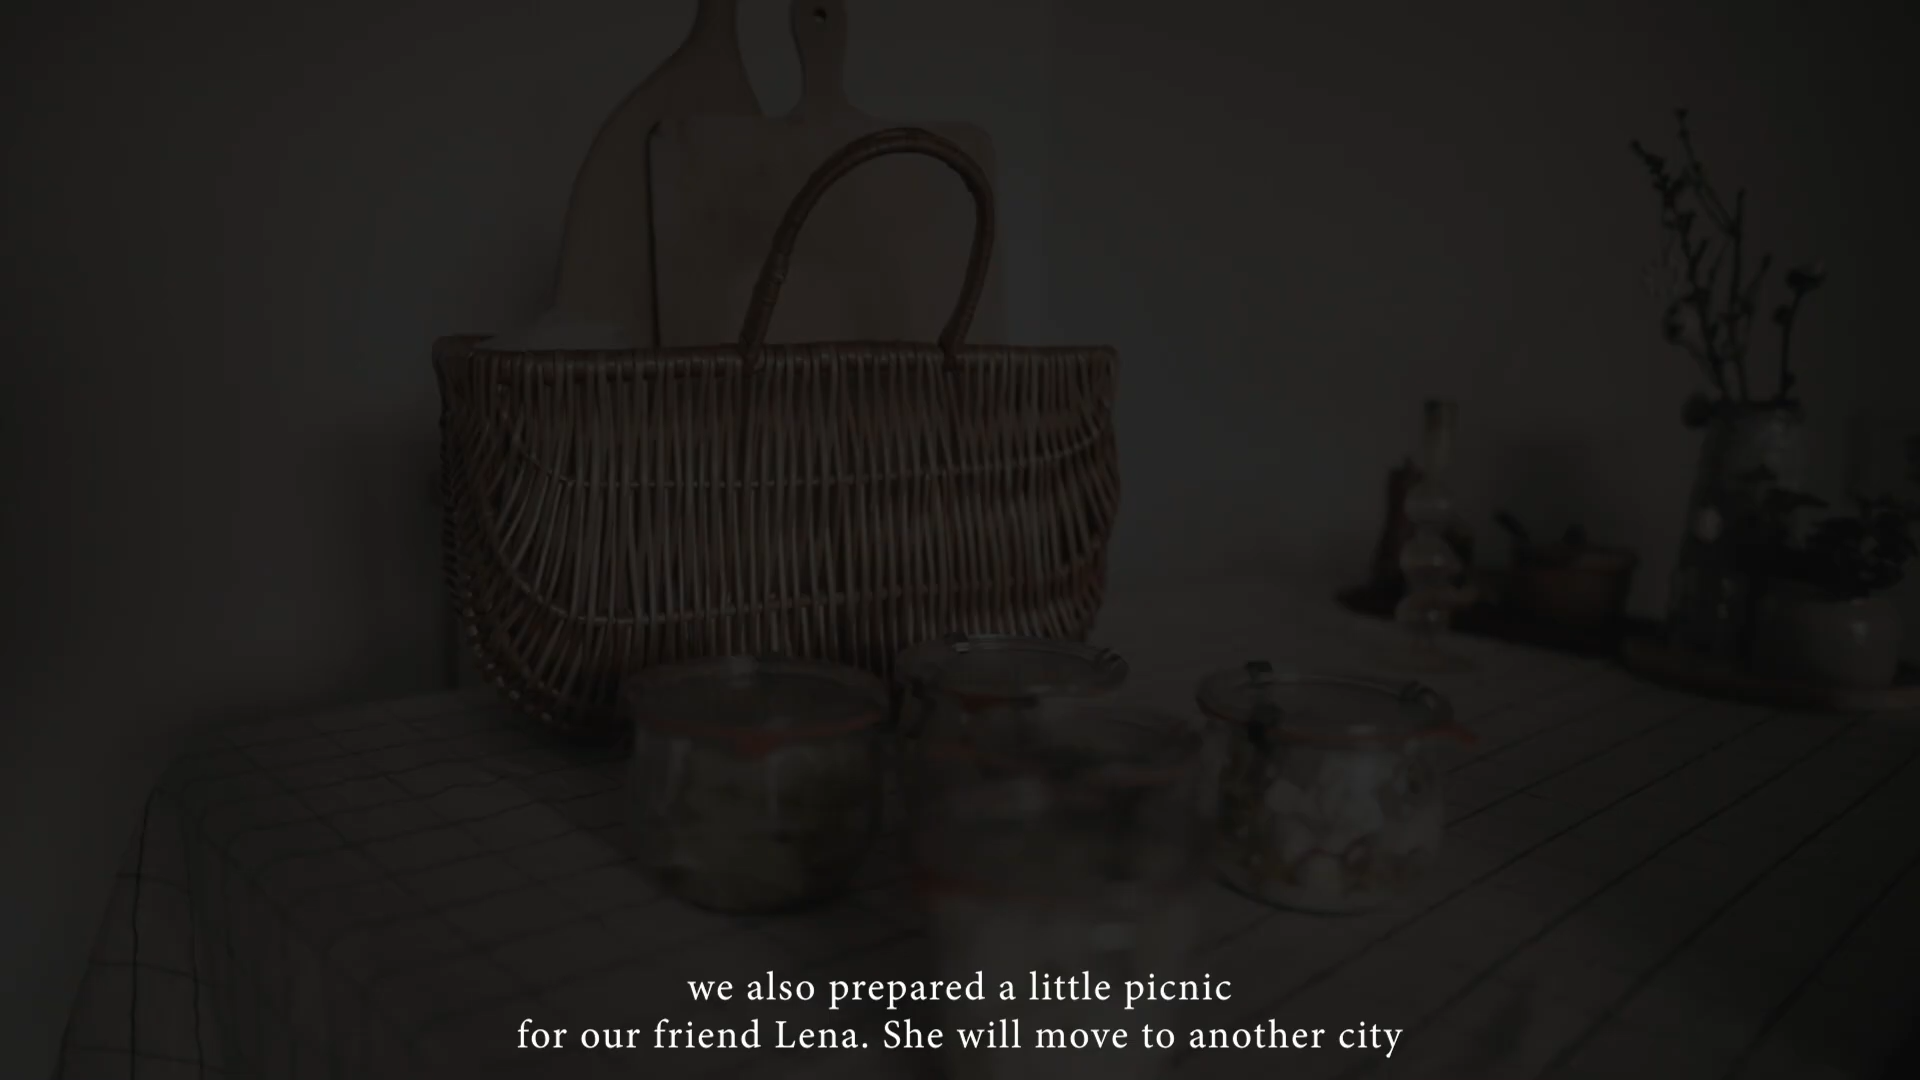 we also prepared a little picnic
for our friend Lena. She will move to another city